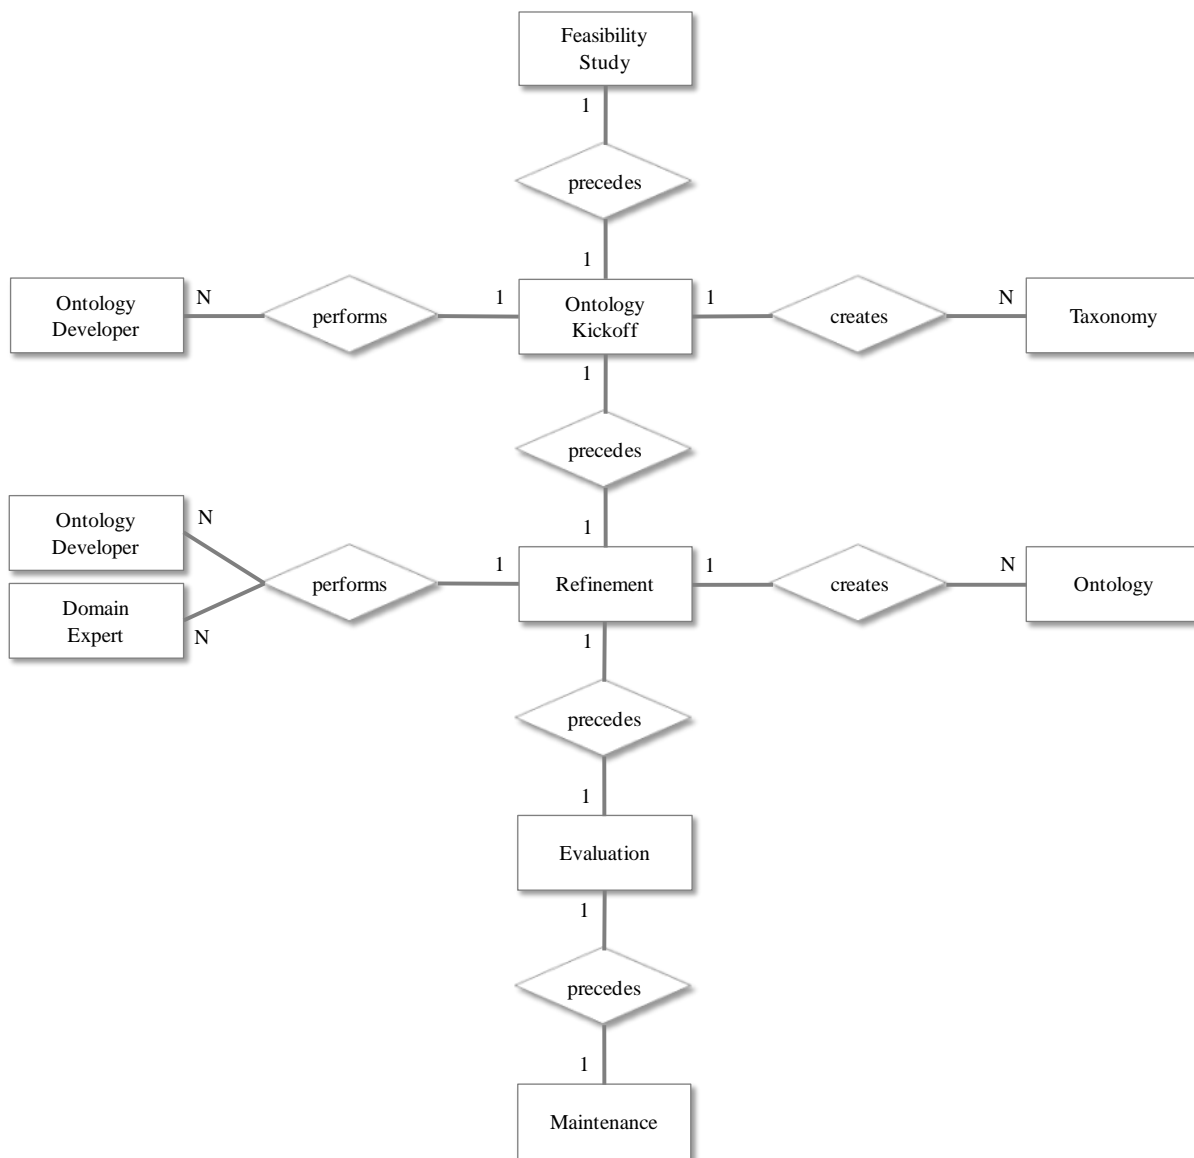 Feasibility
Study
1
precedes
1
Ontology
Developer
N
performs
1
Ontology
Kickoff
1
creates
N
Taxonomy
1
precedes
1
Ontology
Developer
N
Domain
Expert
N
performs
1
Refinement
1
creates
N
Ontology
1
precedes
1
Evaluation
1
precedes
1
Maintenance